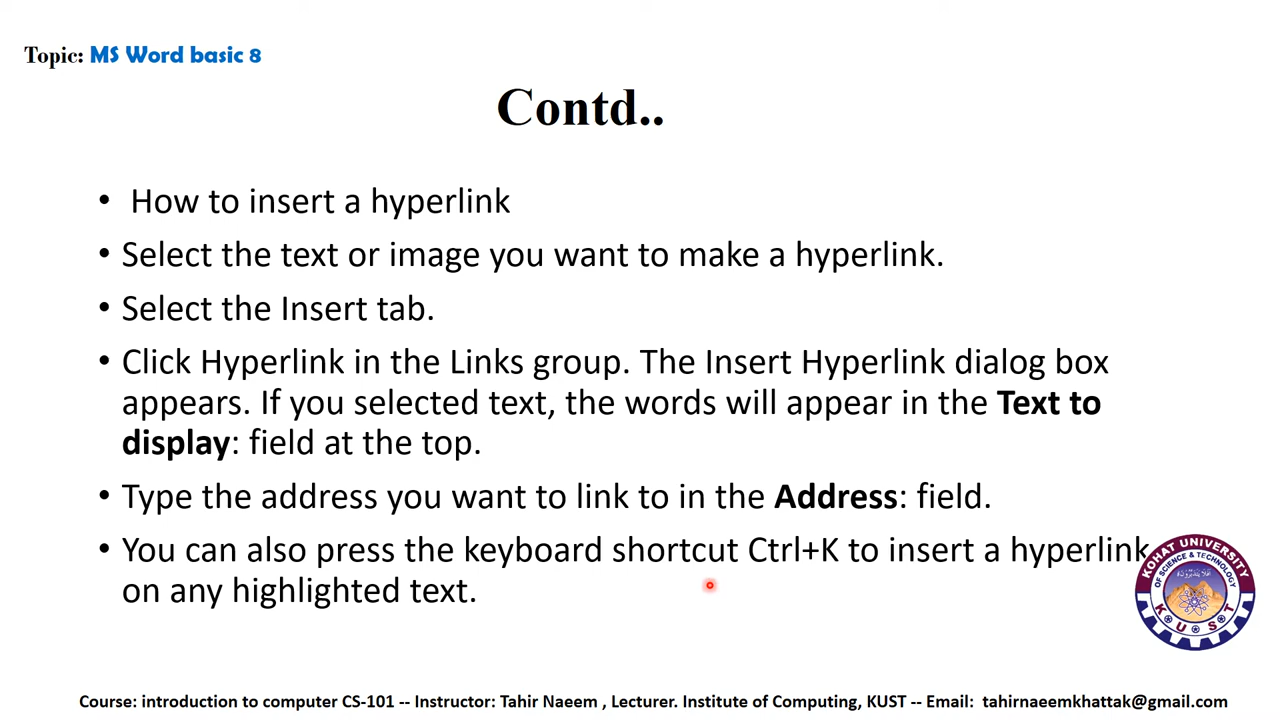 Topic: MS Word basic 8
Contd..
• How to insert a hyperlink
• Select the text or image you want to make a hyperlink.
• Select the Insert tab.
• Click Hyperlink in the Links group. The Insert Hyperlink dialog box
appears. If you selected text, the words will appear in the Text to
display: field at the top.
• Type the address you want to link to in the Address: field.
• You can also press the keyboard shortcut Ctrl+K to insert a hyperlink
on any highlighted text.
KOHAT UNIVERSITY
OF SCIENCE & TECHNOLOGY
K U S T
Course: introduction to computer CS-101 -- Instructor: Tahir Naeem , Lecturer. Institute of Computing, KUST -- Email: tahirnaeemkhattak@gmail.com